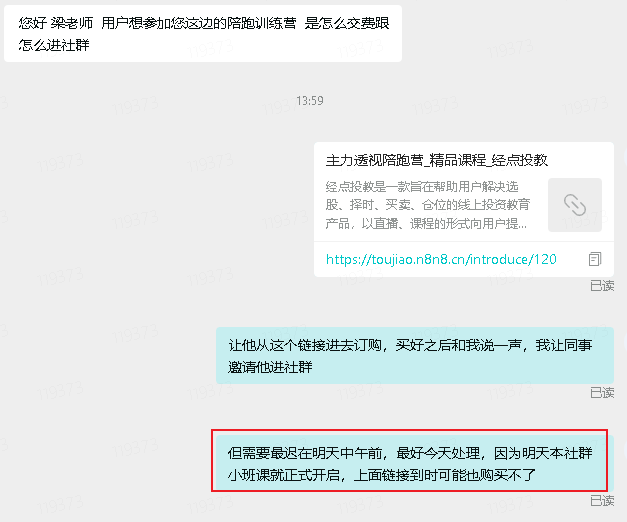 您好 梁老师  用户想参加您这边的陪跑训练营  是怎么交费跟
怎么进社群
13:59
主力透视陪跑营_精品课程_经点投教
经点投教是一款旨在帮助用户解决选
股、择时、买卖、仓位的线上投资教育
产品，以直播、课程的形式向用户提...
https://toujiao.n8n8.cn/introduce/120
已读
让他从这个链接进去订购，买好之后和我说一声，我让同事
邀请他进社群
已读
但需要最迟在明天中午前，最好今天处理，因为明天本社群
小班课就正式开启，上面链接到时可能也购买不了
已读